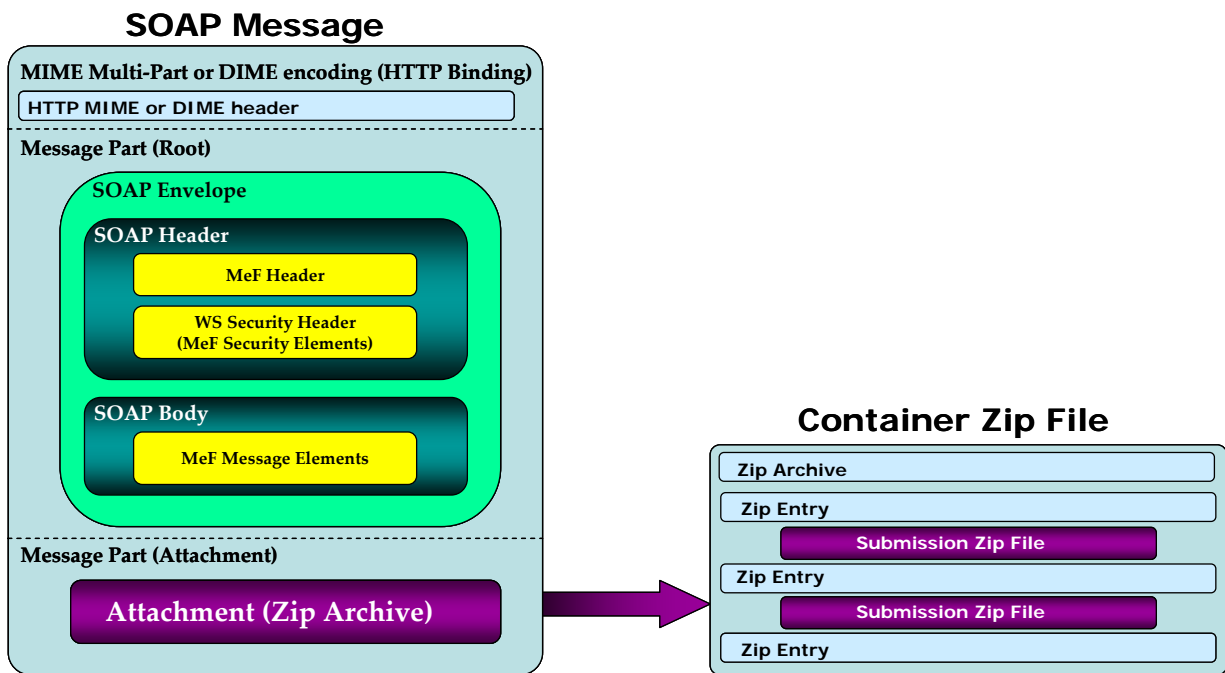 SOAP Message
MIME Multi-Part or DIME encoding (HTTP Binding)
HTTP MIME or DIME header
Message Part (Root)
SOAP Envelope
SOAP Header
MeF Header
WS Security Header
(MeF Security Elements)
SOAP Body
MeF Message Elements
Message Part (Attachment)
Attachment (Zip Archive)
Container Zip File
Zip Archive
Zip Entry
Submission Zip File
Zip Entry
Submission Zip File
Zip Entry